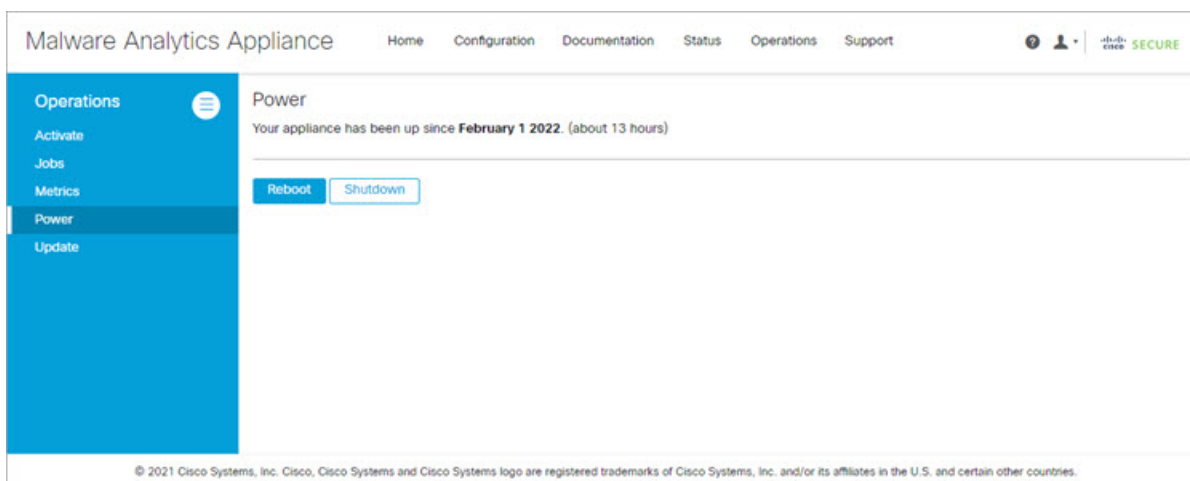 Malware Analytics Appliance
Home Configuration Documentation Status Operations Support
? cisco SECURE
Operations
Activate
Jobs
Metrics
Power
Update
Power
Your appliance has been up since February 1 2022. (about 13 hours)
Reboot Shutdown
© 2021 Cisco Systems, Inc. Cisco, Cisco Systems and Cisco Systems logo are registered trademarks of Cisco Systems, Inc. and/or its affiliates in the U.S. and certain other countries.